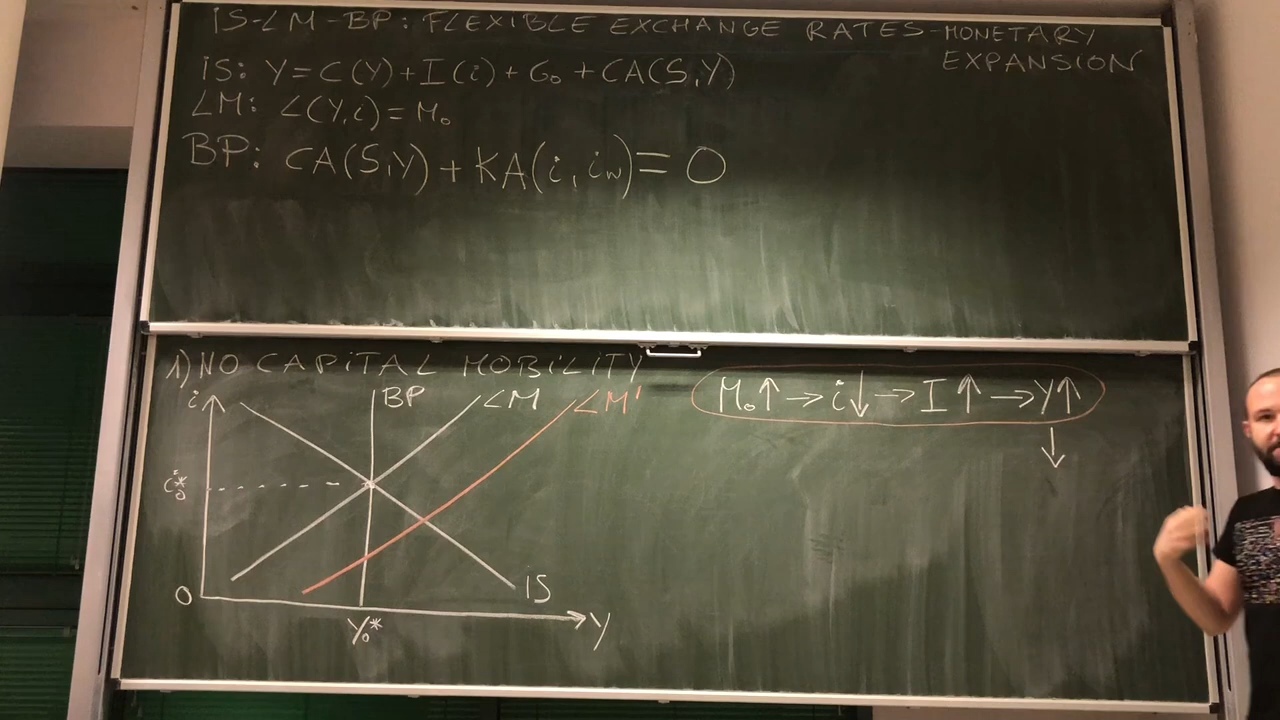 IS-LM-BP: FLEXIBLE EXCHANGE RATES-MONETARY
EXPANSION
IS: Y=C(Y)+I(i)+G₀+CA(S,Y)
LM: L(Y,i)=M₀
BP: CA(S,Y)+KA(i,iw)=0
1) NO CAPITAL MOBILITY
i
BP
LM
LM'
M₀↑→i↓→I↑→Y↑
↓
i₀*
0
IS
Y₀*
Y